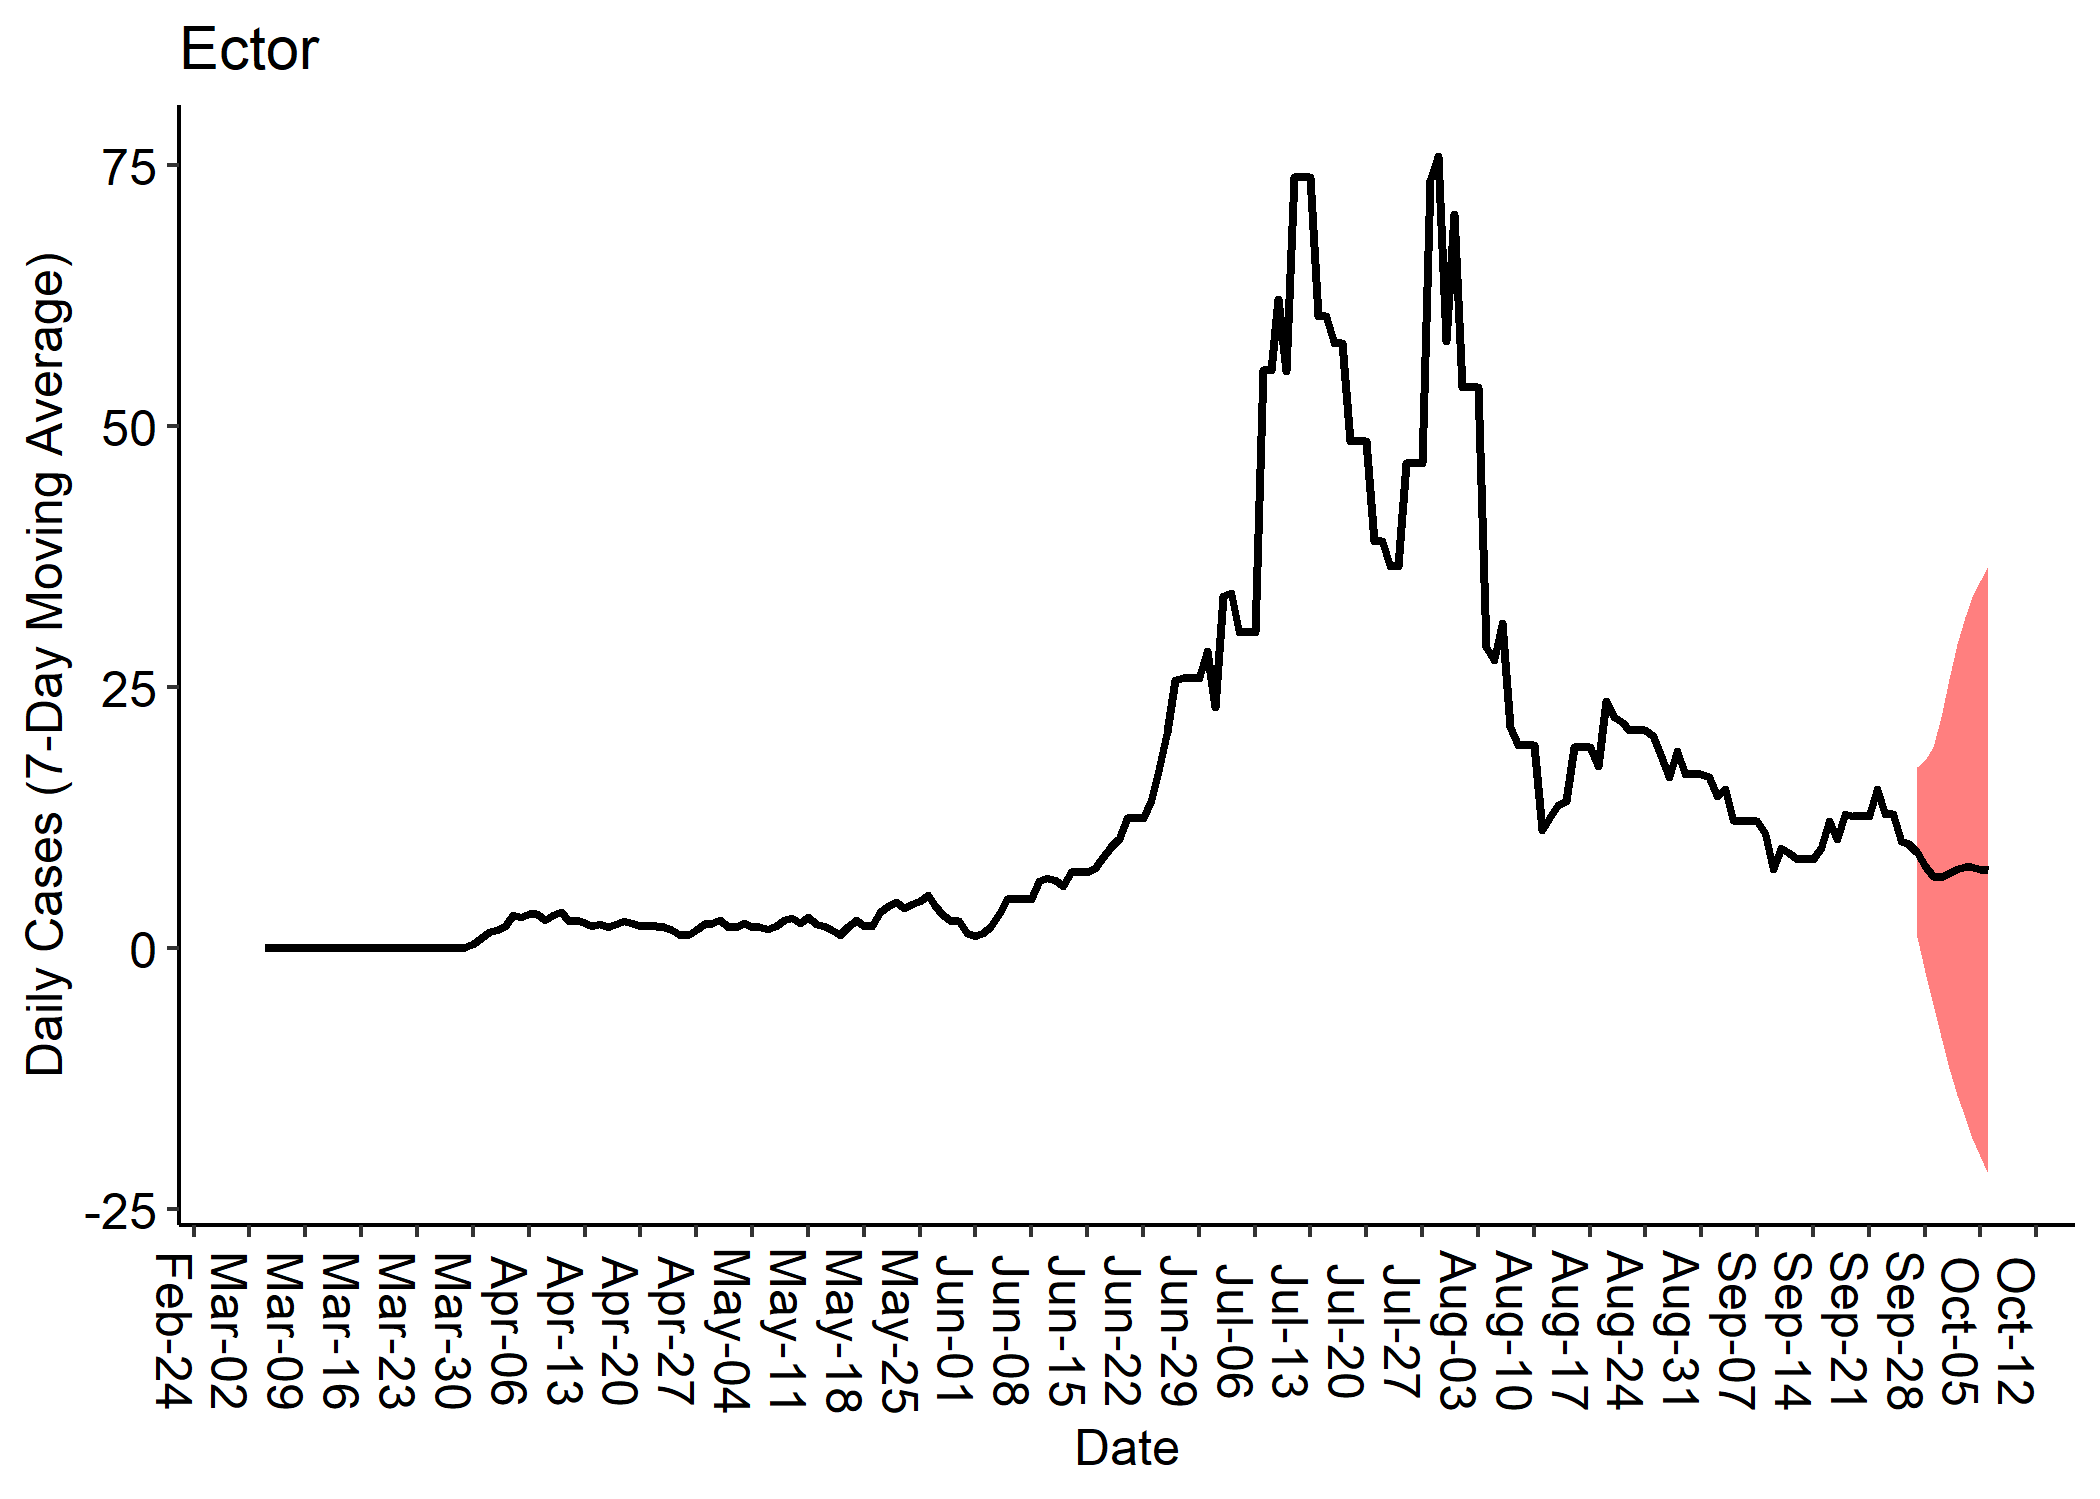 Ector
Daily Cases (7-Day Moving Average)
75
50
25
0
-25
Feb-24
Mar-02
Mar-09
Mar-16
Mar-23
Mar-30
Apr-06
Apr-13
Apr-20
Apr-27
May-04
May-11
May-18
May-25
Jun-01
Jun-08
Jun-15
Jun-22
Jun-29
Jul-06
Jul-13
Jul-20
Jul-27
Aug-03
Aug-10
Aug-17
Aug-24
Aug-31
Sep-07
Sep-14
Sep-21
Sep-28
Oct-05
Oct-12
Date